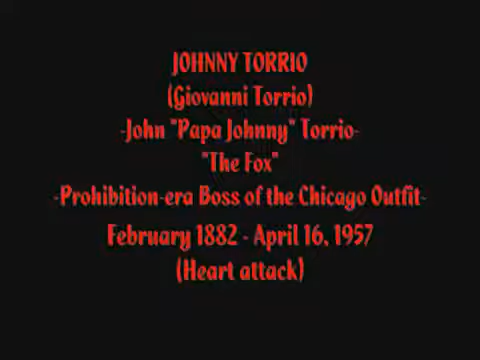 JOHNNY TORRIO
(Giovanni Torrio)
-John "Papa Johnny" Torrio-
"The Fox"
-Prohibition-era Boss of the Chicago Outfit-
February 1882 - April 16, 1957
(Heart attack)